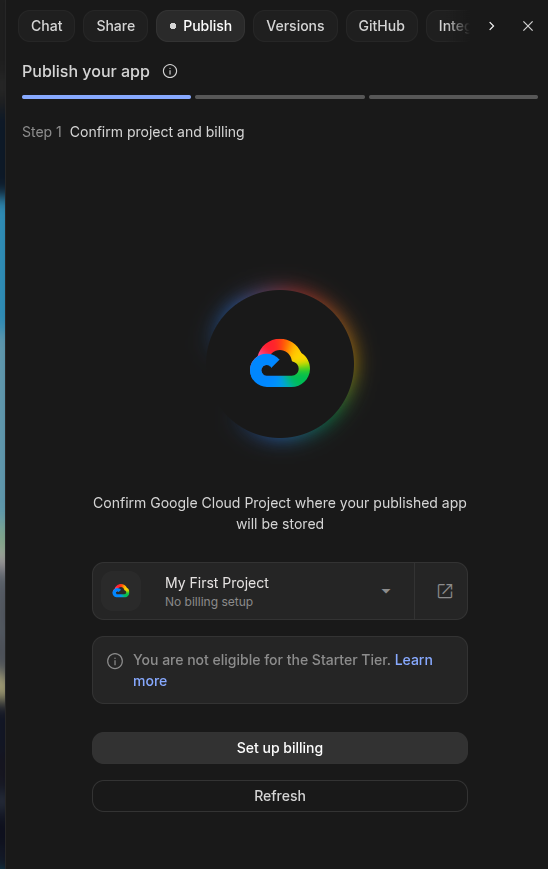 Chat
Share
Publish
Versions
GitHub
Publish your app
Step 1 Confirm project and billing
Confirm Google Cloud Project where your published app
will be stored
My First Project
No billing setup
You are not eligible for the Starter Tier. Learn
more
Set up billing
Refresh